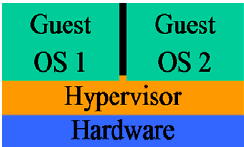 Guest Guest
OS 1 OS 2
Hypervisor
Hardware